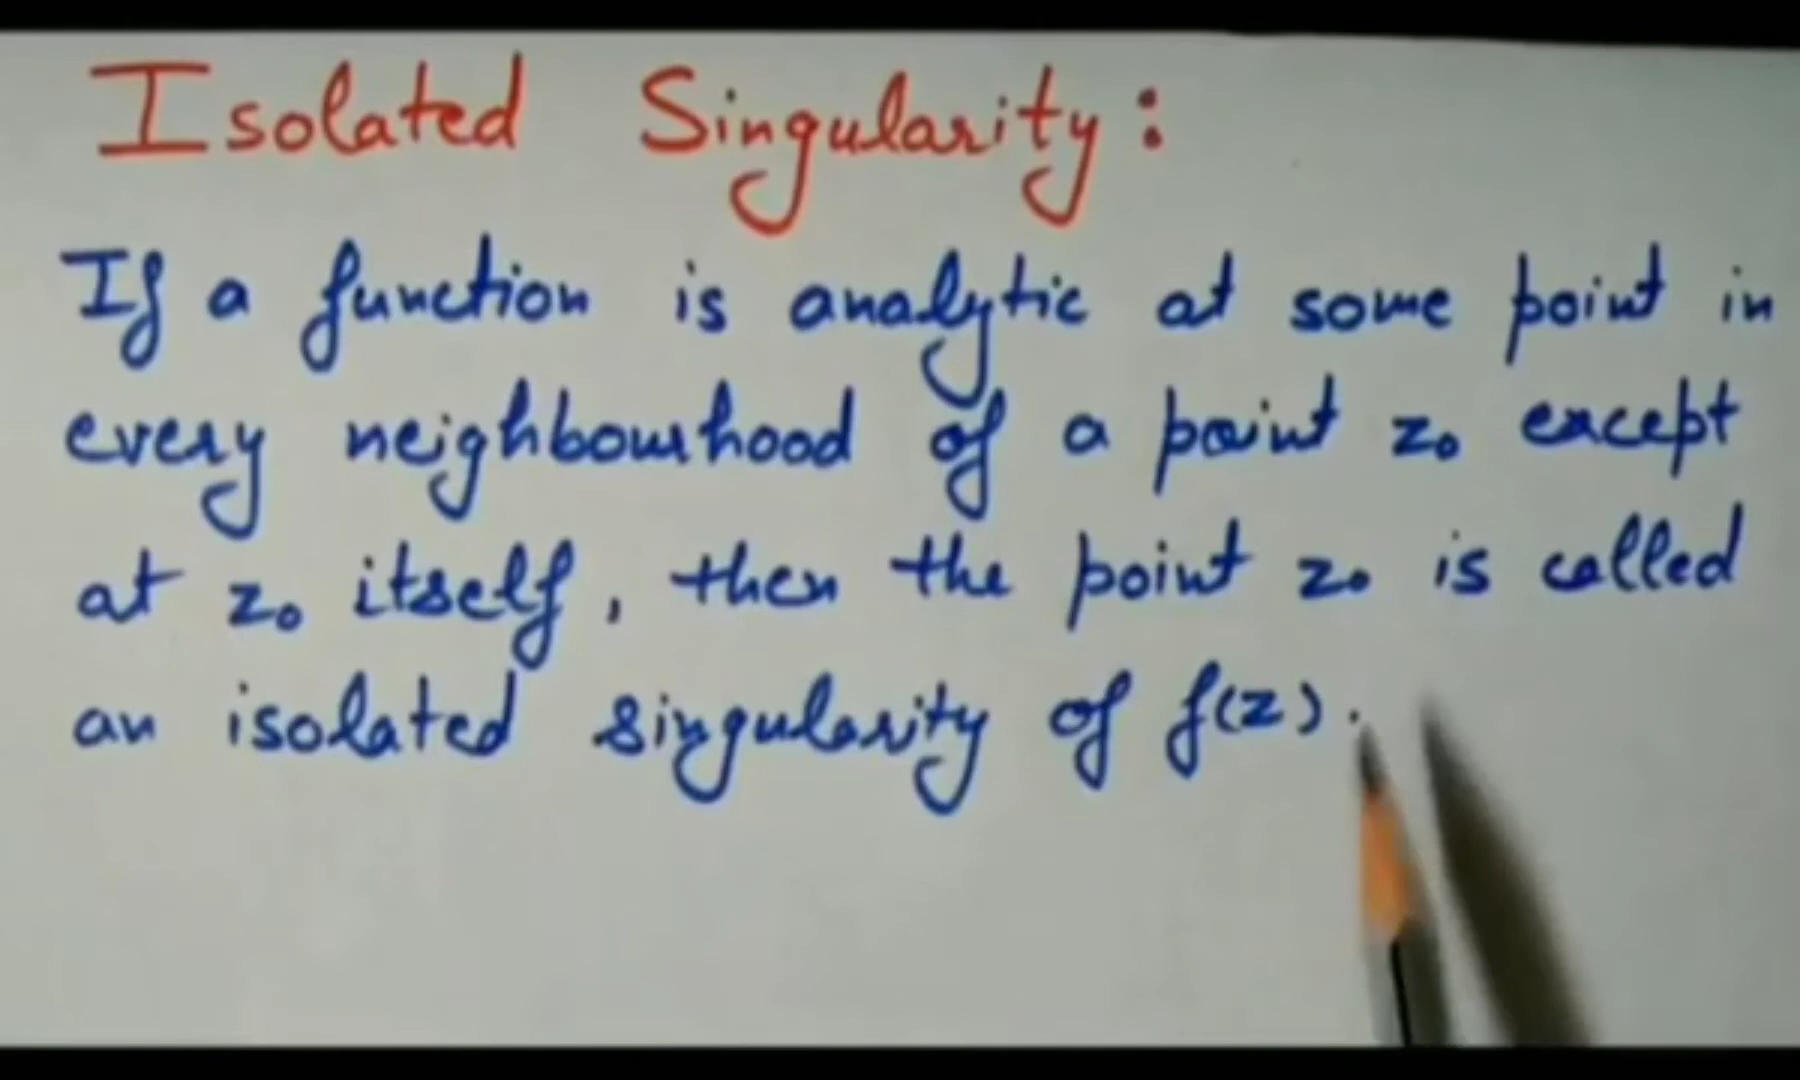 Isolated Singularity:
If a function is analytic at some point in
every neighbourhood of a point z₀ except
at z₀ itself, then the point z₀ is called
an isolated singularity of f(z).